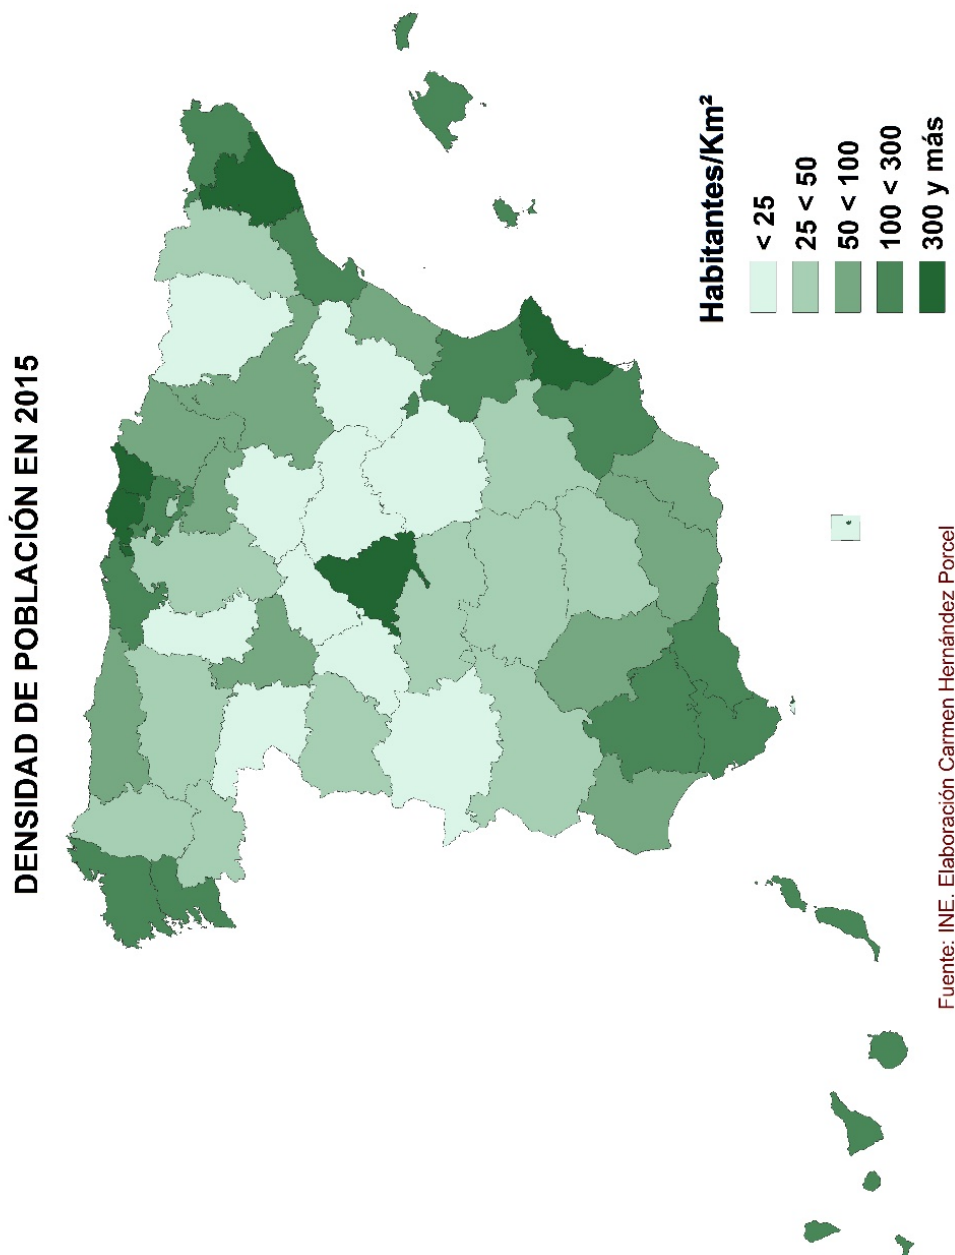 DENSIDAD DE POBLACIÓN EN 2015
Habitantes/Km²
< 25
25 < 50
50 < 100
100 < 300
300 y más
Fuente: INE. Elaboración Carmen Hernández Porcel